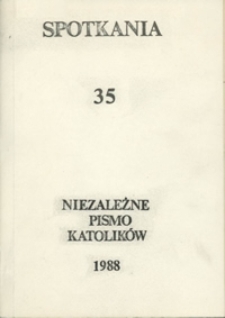 SPOTKANIA
35
NIEZALEŻNE
PISMO
KATOLIKÓW
1988